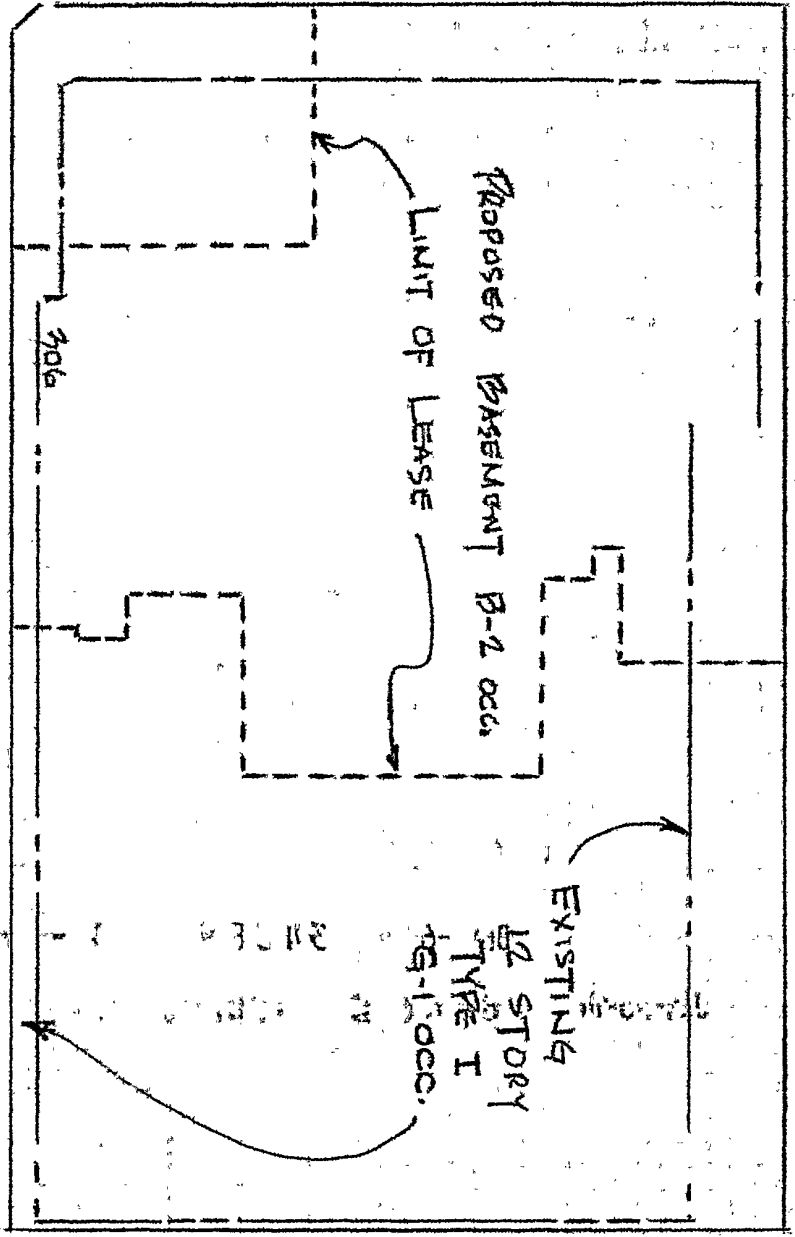 PROPOSED BASEMENT B-2 OCC.
LIMIT OF LEASE
306
EXISTING
12 STORY
TYPE I
G-1 OCC.